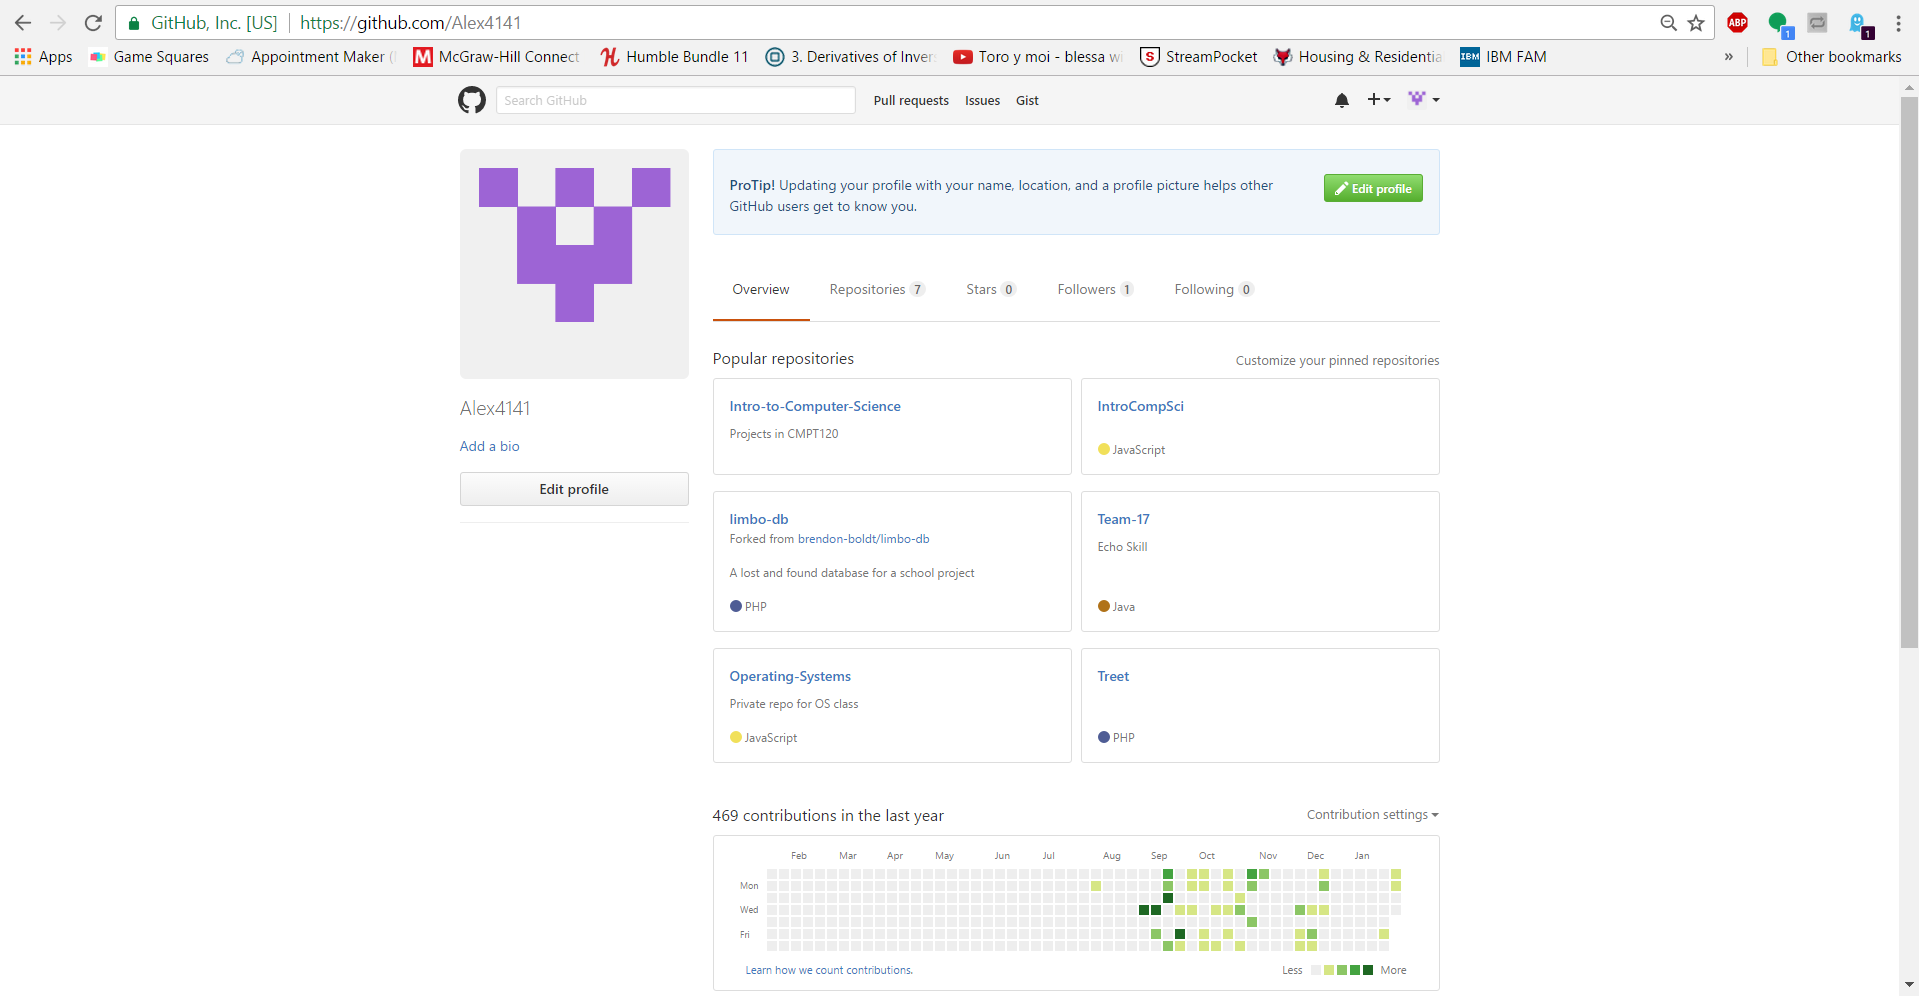 GitHub, Inc. [US] https://github.com/Alex4141
ABP 1 1
Apps Game Squares Appointment Maker ( McGraw-Hill Connect Humble Bundle 11 3. Derivatives of Inver Toro y moi - blessa wi StreamPocket Housing & Residentia IBM IBM FAM » Other bookmarks
Search GitHub Pull requests Issues Gist
ProTip! Updating your profile with your name, location, and a profile picture helps other
GitHub users get to know you.
Edit profile
Overview Repositories 7 Stars 0 Followers 1 Following 0
Alex4141
Add a bio
Edit profile
Popular repositories Customize your pinned repositories
Intro-to-Computer-Science
Projects in CMPT120
IntroCompSci
JavaScript
limbo-db
Forked from brendon-boldt/limbo-db
A lost and found database for a school project
PHP
Team-17
Echo Skill
Java
Operating-Systems
Private repo for OS class
JavaScript
Treet
PHP
469 contributions in the last year Contribution settings
Feb Mar Apr May Jun Jul Aug Sep Oct Nov Dec Jan
Mon
Wed
Fri
Learn how we count contributions. Less More